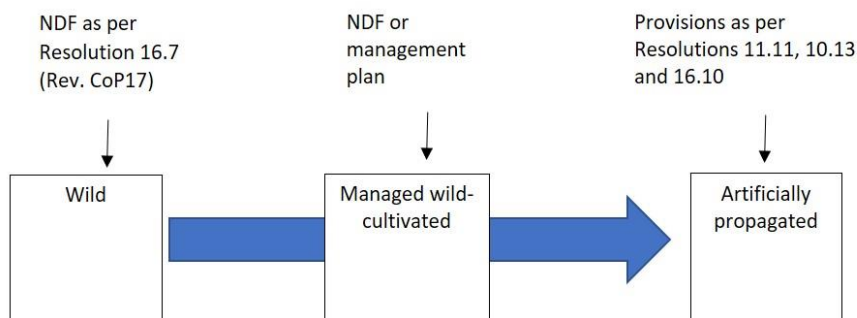 NDF as per
Resolution 16.7
(Rev. CoP17)
NDF or
management
plan
Provisions as per
Resolutions 11.11, 10.13
and 16.10
Wild
Managed wild-
cultivated
Artificially
propagated